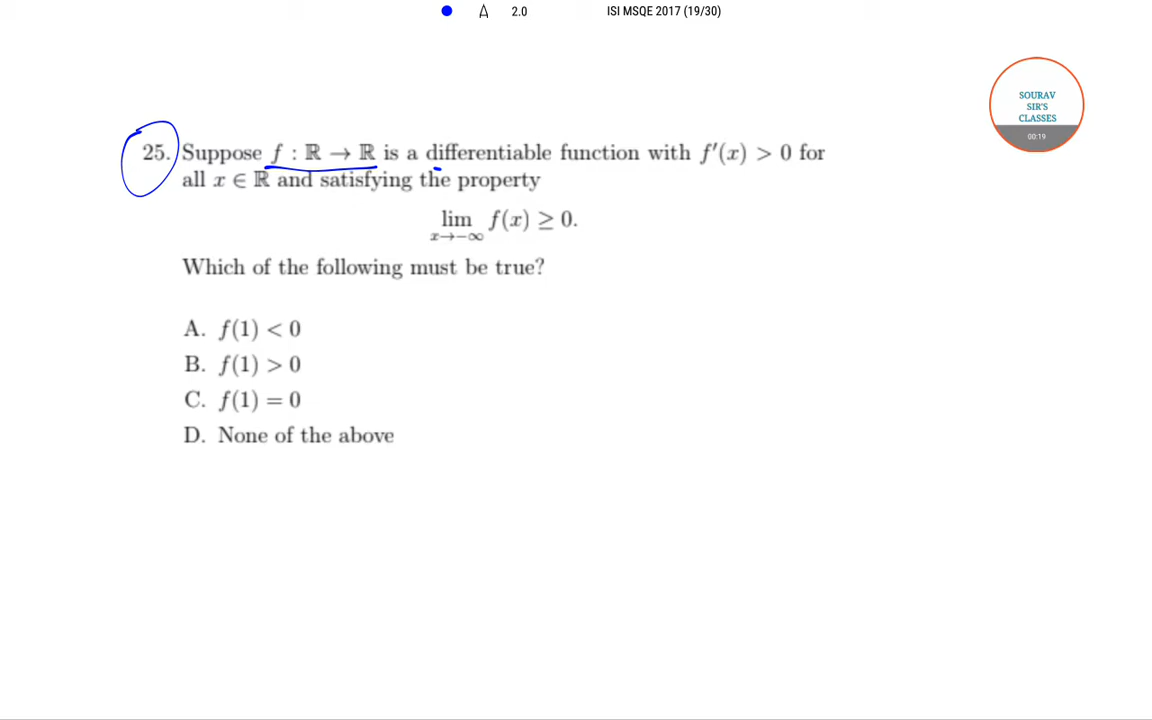 2.0 ISI MSQE 2017 (19/30)
SOURAV
SIR'S
CLASSES
00:19
25. Suppose f : ℝ → ℝ is a differentiable function with f′(x) > 0 for
all x ∈ ℝ and satisfying the property
lim f(x) ≥ 0.
x→−∞
Which of the following must be true?
A. f(1) < 0
B. f(1) > 0
C. f(1) = 0
D. None of the above